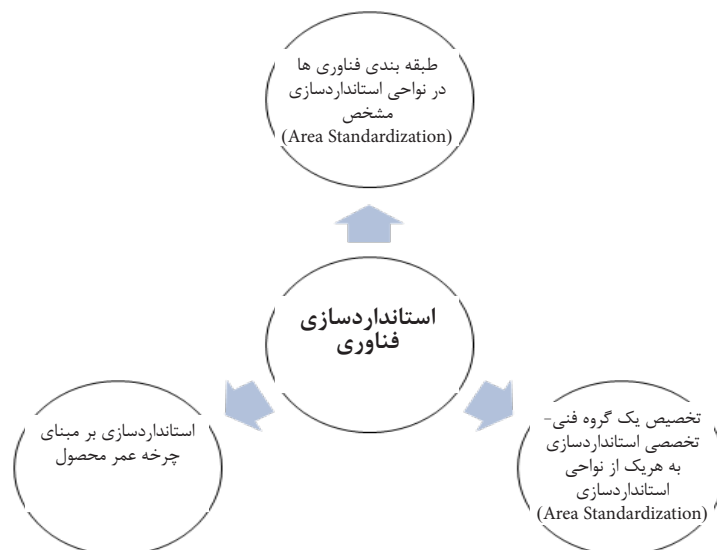 طبقه بندی فناوری ها
در نواحی استانداردسازی
مشخص
(Area Standardization)
استانداردسازی
فناوری
تخصیص یک گروه فنی-
تخصصی استانداردسازی
به هریک از نواحی
استانداردسازی
(Area Standardization)
استانداردسازی بر مبنای
چرخه عمر محصول